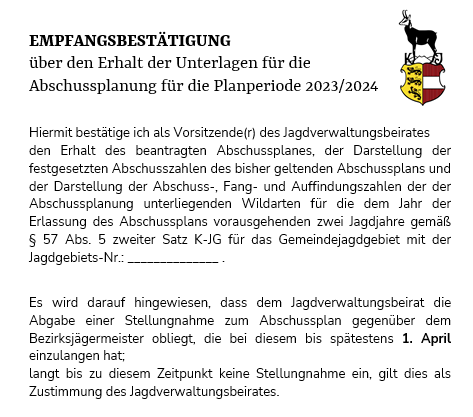 K J
EMPFANGSBESTÄTIGUNG
über den Erhalt der Unterlagen für die
Abschussplanung für die Planperiode 2023/2024
Hiermit bestätige ich als Vorsitzende(r) des Jagdverwaltungsbeirates
den Erhalt des beantragten Abschussplanes, der Darstellung der
festgesetzten Abschusszahlen des bisher geltenden Abschussplans und
der Darstellung der Abschuss-, Fang- und Auffindungszahlen der der
Abschussplanung unterliegenden Wildarten für die dem Jahr der
Erlassung des Abschussplans vorausgehenden zwei Jagdjahre gemäß
§ 57 Abs. 5 zweiter Satz K-JG für das Gemeindejagdgebiet mit der
Jagdgebiets-Nr.: ______________ .
Es wird darauf hingewiesen, dass dem Jagdverwaltungsbeirat die
Abgabe einer Stellungnahme zum Abschussplan gegenüber dem
Bezirksjägermeister obliegt, die bei diesem bis spätestens 1. April
einzulangen hat;
langt bis zu diesem Zeitpunkt keine Stellungnahme ein, gilt dies als
Zustimmung des Jagdverwaltungsbeirates.